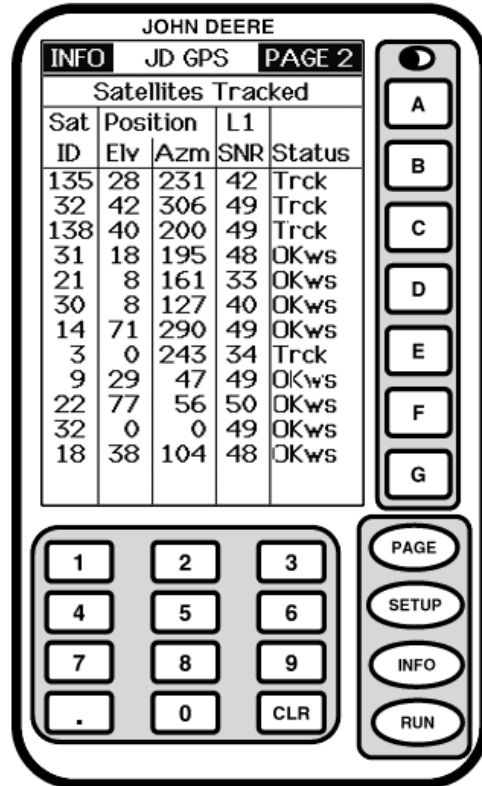 JOHN DEERE
INFO JD GPS PAGE 2
Satellites Tracked
Sat Position L1
ID Elv Azm SNR Status
135 28 231 42 Trck
32 42 306 49 Trck
138 40 200 49 Trck
31 18 195 48 OKws
21 8 161 33 OKws
30 8 127 40 OKws
14 71 290 49 OKws
3 0 243 34 Trck
9 29 47 49 OKws
22 77 56 50 OKws
32 0 0 49 OKws
18 38 104 48 OKws
A
B
C
D
E
F
G
1 2 3
4 5 6
7 8 9
. 0 CLR
PAGE
SETUP
INFO
RUN